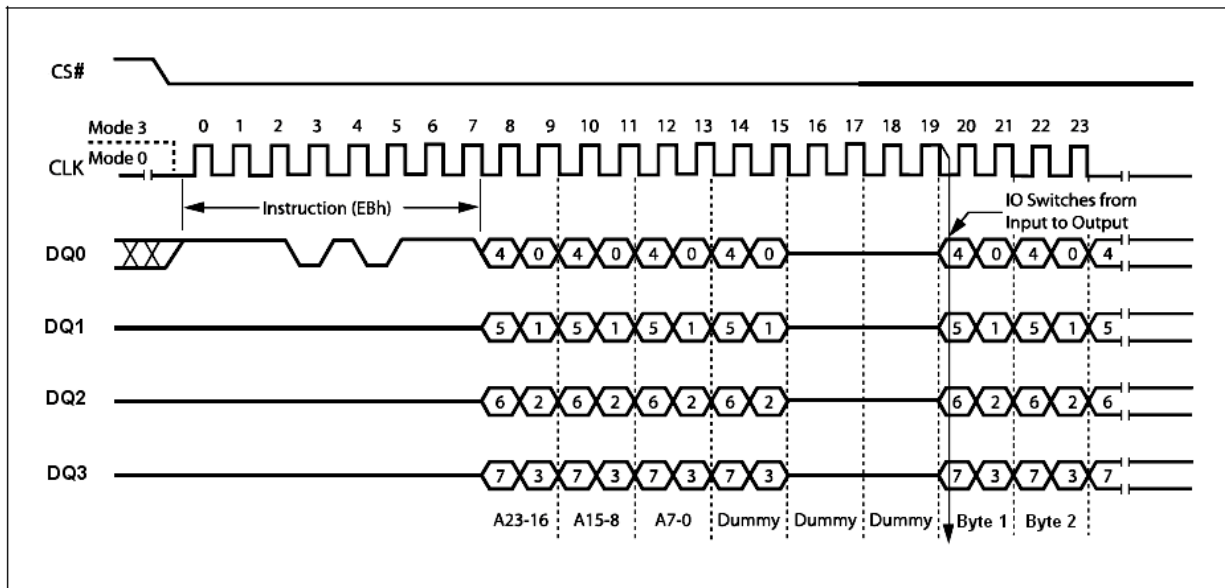 CS#
Mode 3
0 1 2 3 4 5 6 7 8 9 10 11 12 13 14 15 16 17 18 19 20 21 22 23
CLK
Mode 0
Instruction (EBh)
IO Switches from
Input to Output
DQ0
4 0 4 0 4 0 4 0 4 0 4 0 4
DQ1
5 1 5 1 5 1 5 1 5 1 5 1 5
DQ2
6 2 6 2 6 2 6 2 6 2 6 2 6
DQ3
7 3 7 3 7 3 7 3 7 3 7 3 7
A23-16 A15-8 A7-0 Dummy Dummy Dummy Byte 1 Byte 2